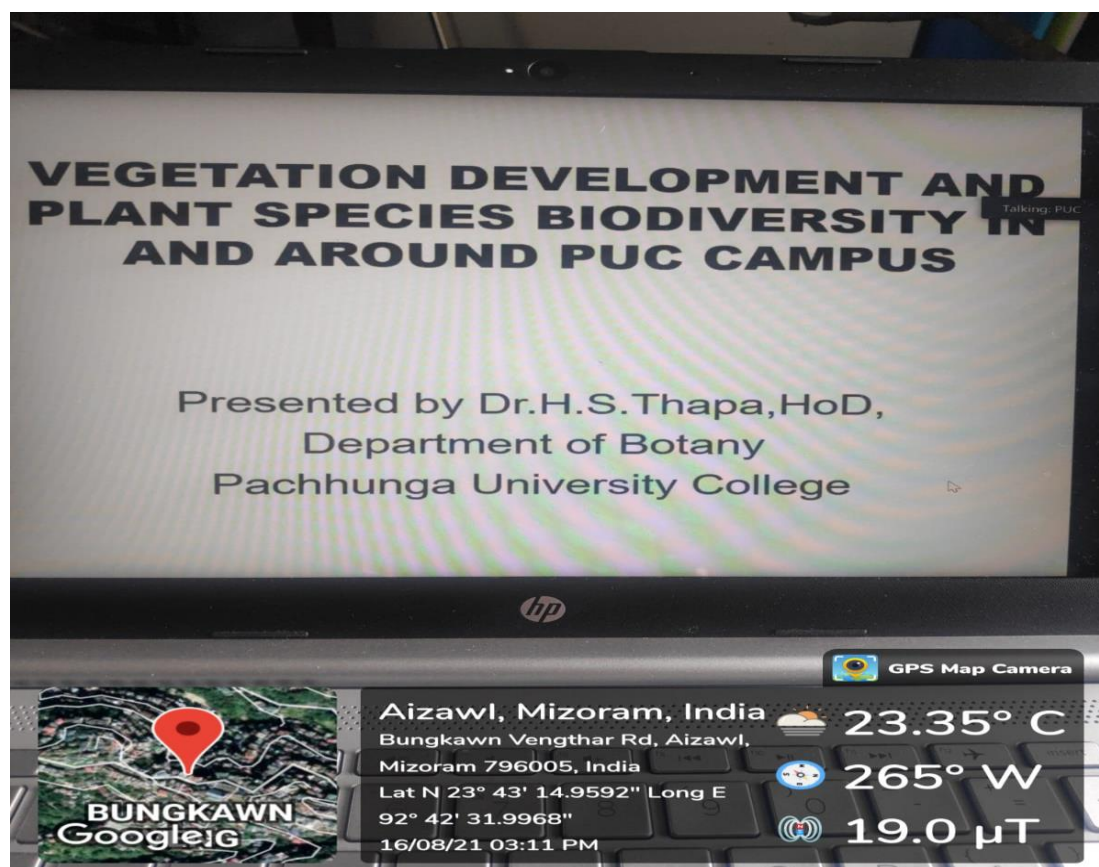 VEGETATION DEVELOPMENT AND
PLANT SPECIES BIODIVERSITY IN
AND AROUND PUC CAMPUS
Talking: PUC
Presented by Dr.H.S.Thapa,HoD,
Department of Botany
Pachhunga University College
hp
GPS Map Camera
Aizawl, Mizoram, India
Bungkawn Vengthar Rd, Aizawl,
Mizoram 796005, India
Lat N 23° 43' 14.9592" Long E
92° 42' 31.9968"
16/08/21 03:11 PM
23.35° C
265° W
19.0 µT
BUNGKAWN
Google